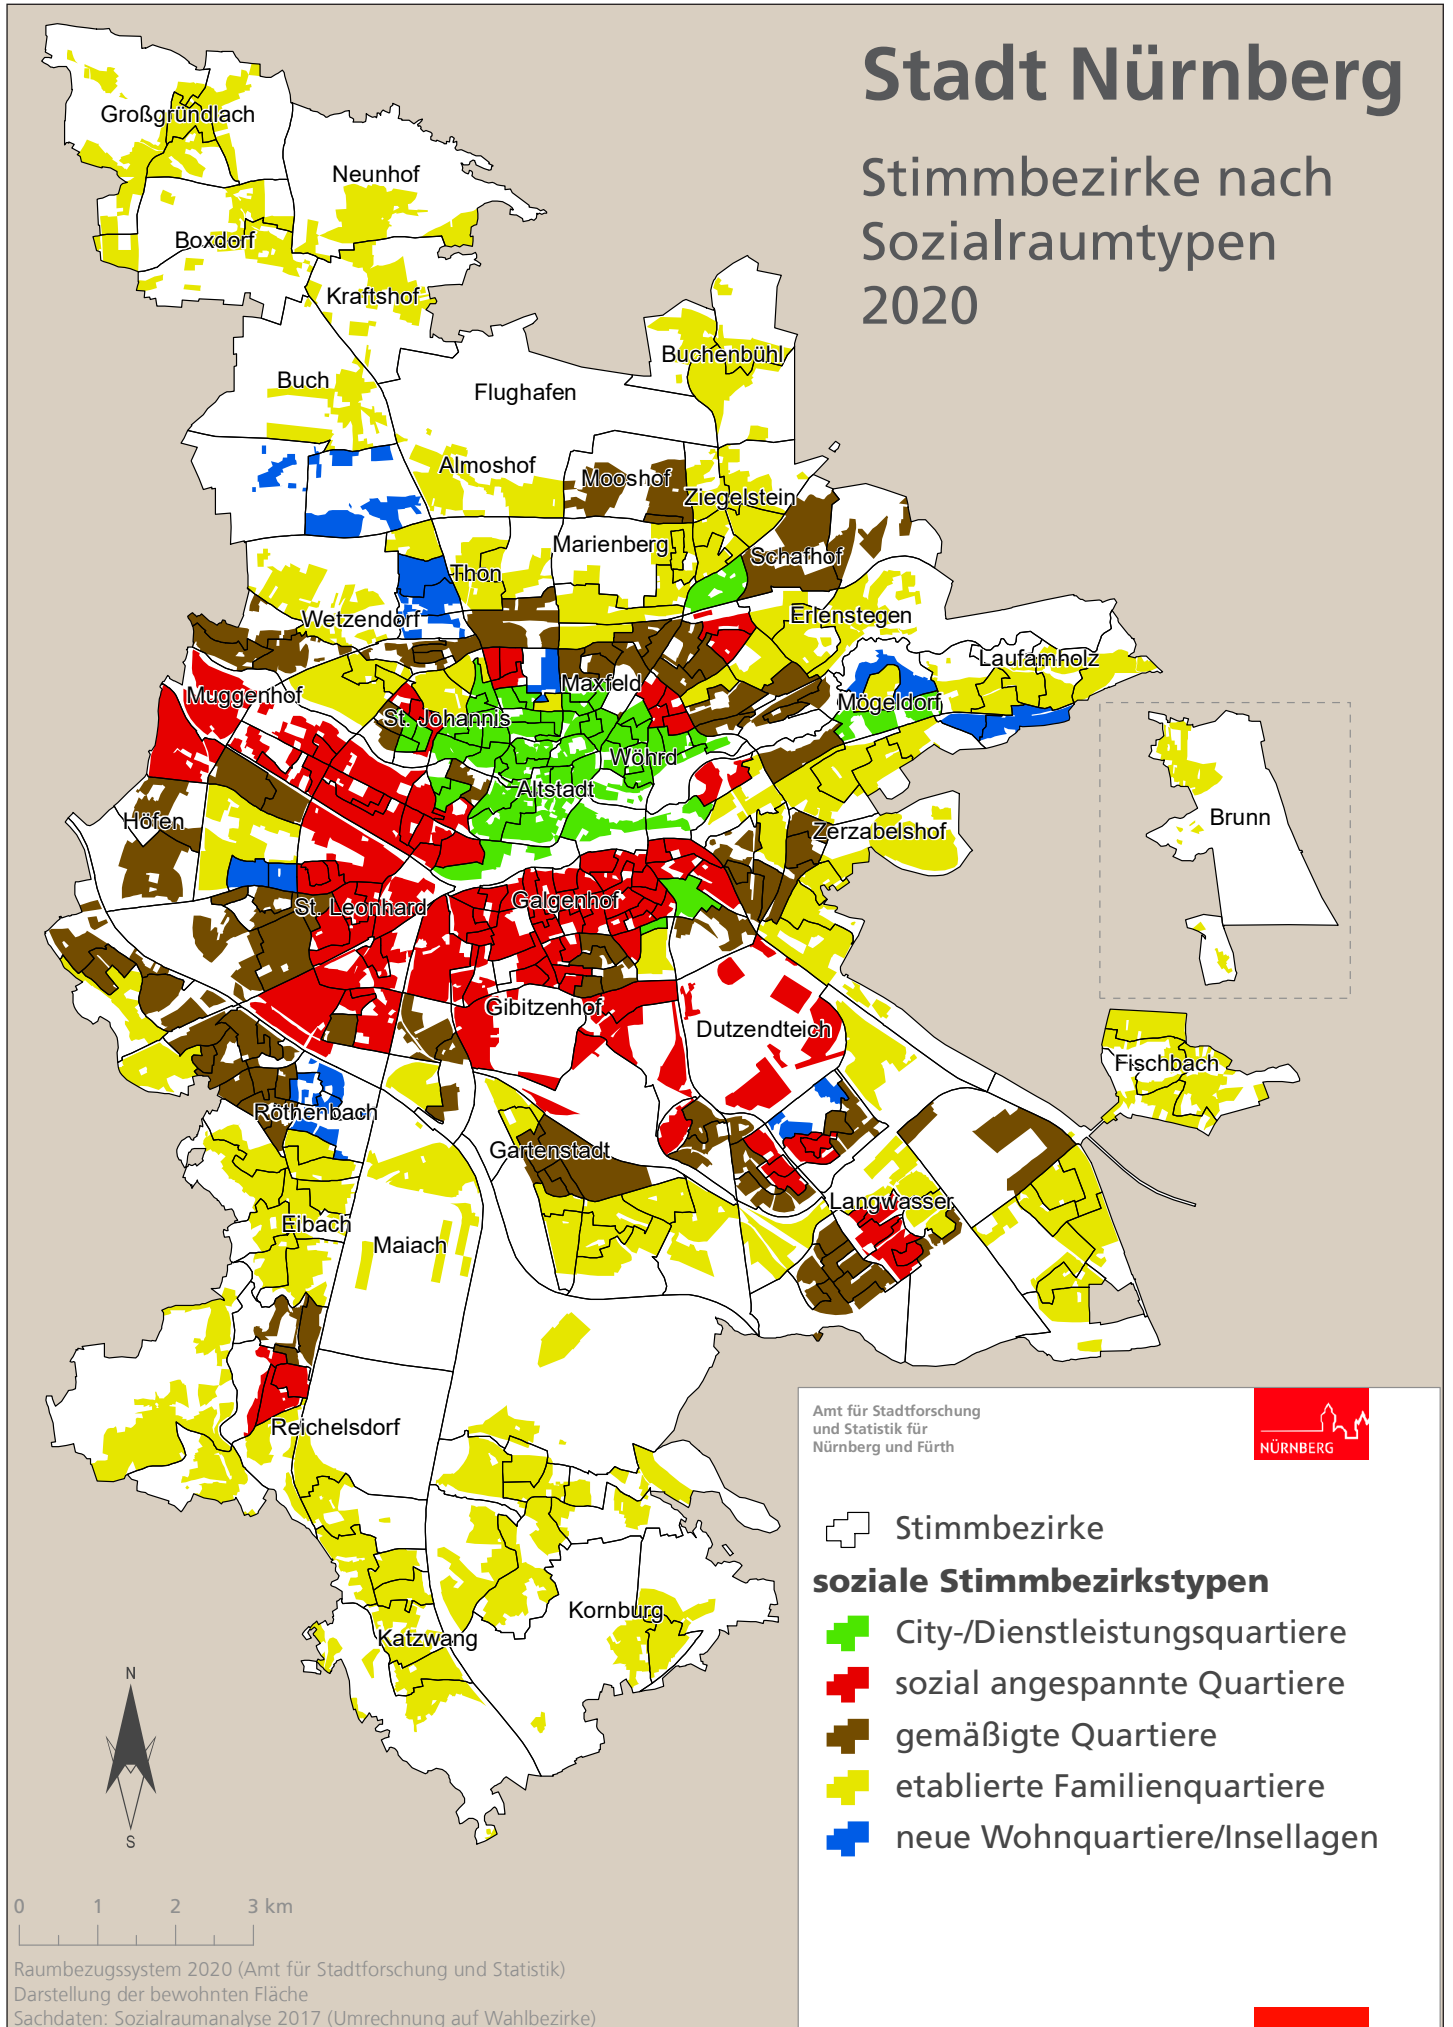 Stadt Nürnberg
Stimmbezirke nach
Sozialraumtypen
2020
Großgründlach
Neunhof
Boxdorf
Kraftshof
Buchenbühl
Buch
Flughafen
Almoshof
Mooshof
Ziegelstein
Marienberg
Schafhof
Thon
Wetzendorf
Erlenstegen
Laufamholz
Muggenhof
Maxfeld
Mögeldorf
St. Johannis
Wöhrd
Altstadt
Höfen
Zerzabelshof
Brunn
St. Leonhard
Galgenhof
Gibitzenhof
Dutzendteich
Fischbach
Röthenbach
Gartenstadt
Langwasser
Eibach
Maiach
Reichelsdorf
Kornburg
Katzwang
Amt für Stadtforschung
und Statistik für
Nürnberg und Fürth
NÜRNBERG
Stimmbezirke
soziale Stimmbezirkstypen
City-/Dienstleistungsquartiere
sozial angespannte Quartiere
gemäßigte Quartiere
etablierte Familienquartiere
neue Wohnquartiere/Insellagen
N
S
0 1 2 3 km
Raumbezugssystem 2020 (Amt für Stadtforschung und Statistik)
Darstellung der bewohnten Fläche
Sachdaten: Sozialraumanalyse 2017 (Umrechnung auf Wahlbezirke)